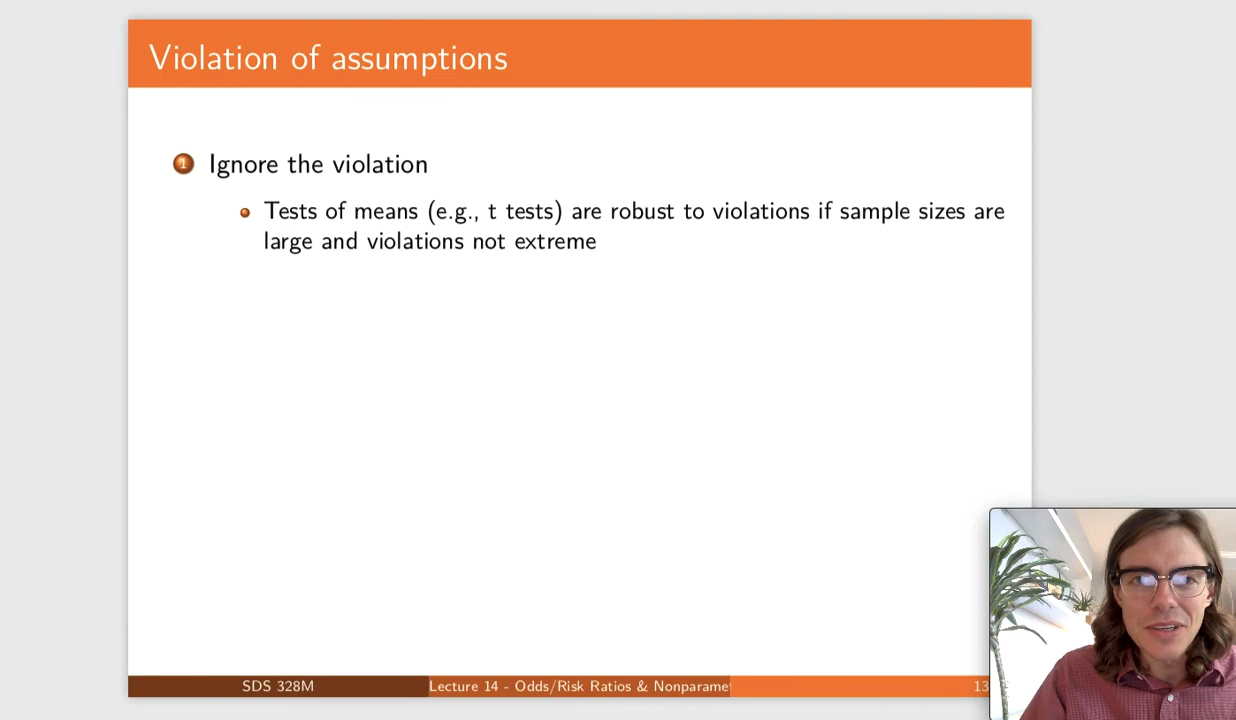 Violation of assumptions
1 Ignore the violation
Tests of means (e.g., t tests) are robust to violations if sample sizes are
large and violations not extreme
SDS 328M
Lecture 14 - Odds/Risk Ratios & Nonparame
13